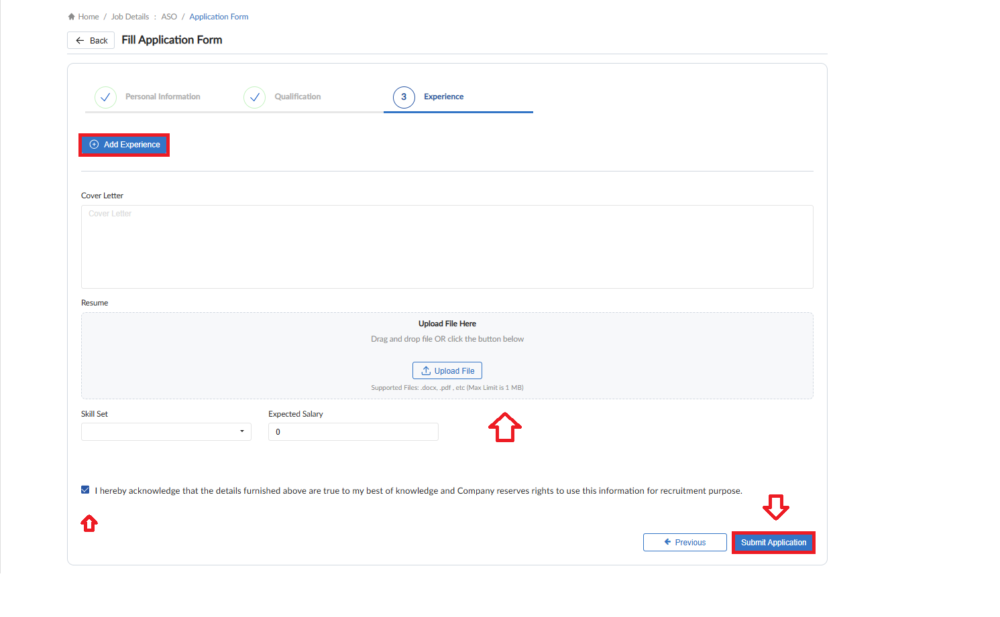 Home / Job Details : ASO / Application Form
Back Fill Application Form
Personal Information Qualification 3 Experience
Add Experience
Cover Letter
Cover Letter
Resume
Upload File Here
Drag and drop file OR click the button below
Upload File
Supported Files: .docx, .pdf , etc (Max Limit is 1 MB)
Skill Set Expected Salary
0
I hereby acknowledge that the details furnished above are true to my best of knowledge and Company reserves rights to use this information for recruitment purpose.
Previous Submit Application